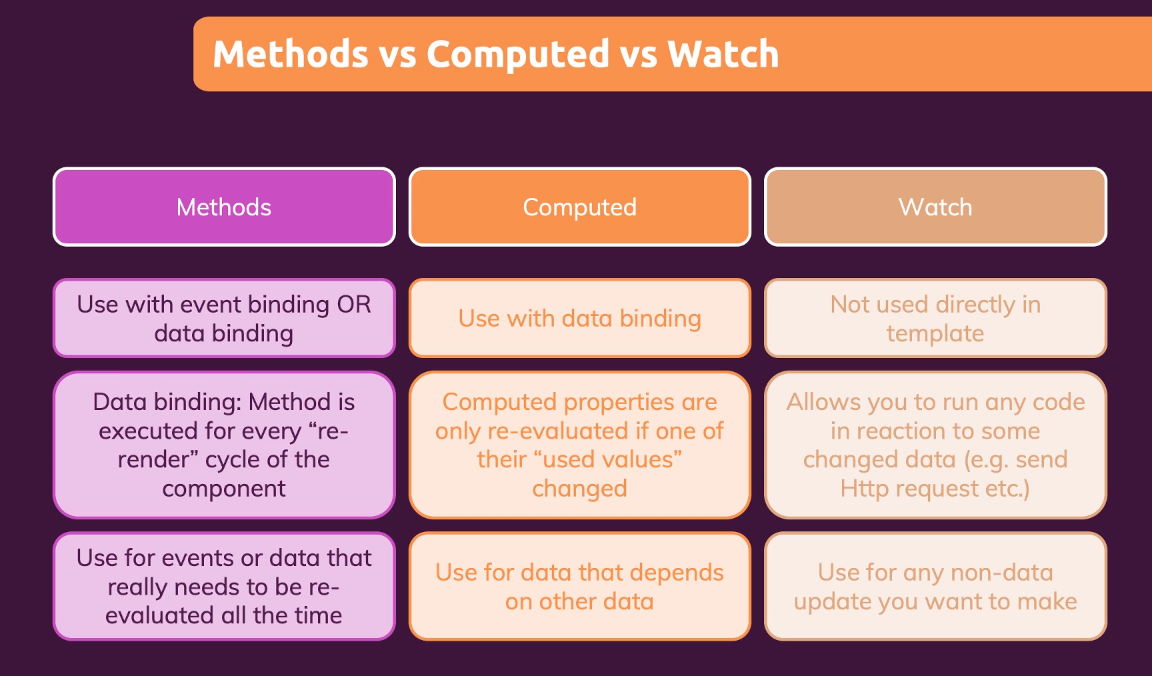 Methods vs Computed vs Watch
Methods
Computed
Watch
Use with event binding OR
data binding
Use with data binding
Not used directly in
template
Data binding: Method is
executed for every “re-
render” cycle of the
component
Computed properties are
only re-evaluated if one of
their “used values”
changed
Allows you to run any code
in reaction to some
changed data (e.g. send
Http request etc.)
Use for events or data that
really needs to be re-
evaluated all the time
Use for data that depends
on other data
Use for any non-data
update you want to make